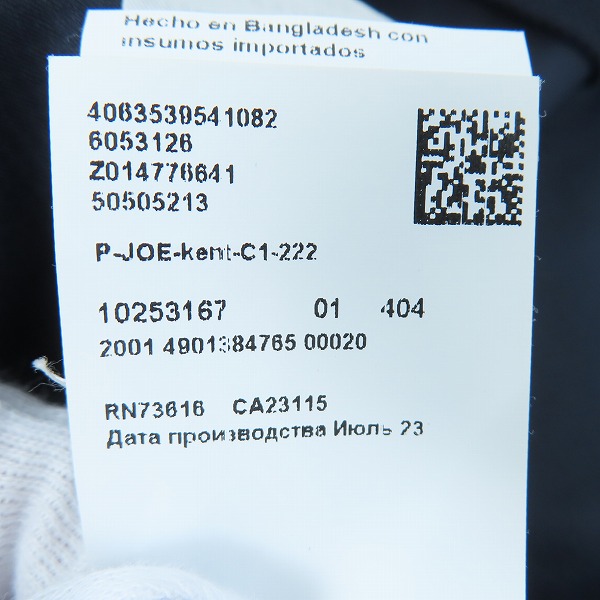 Hecho en Bangladesh con
insumos importados
4063539541082
6053126
Z014776641
50505213
P-JOE-kent-C1-222
10253167 01 404
2001 4901384765 00020
RN73616 CA23115
Дата производства Июль 23